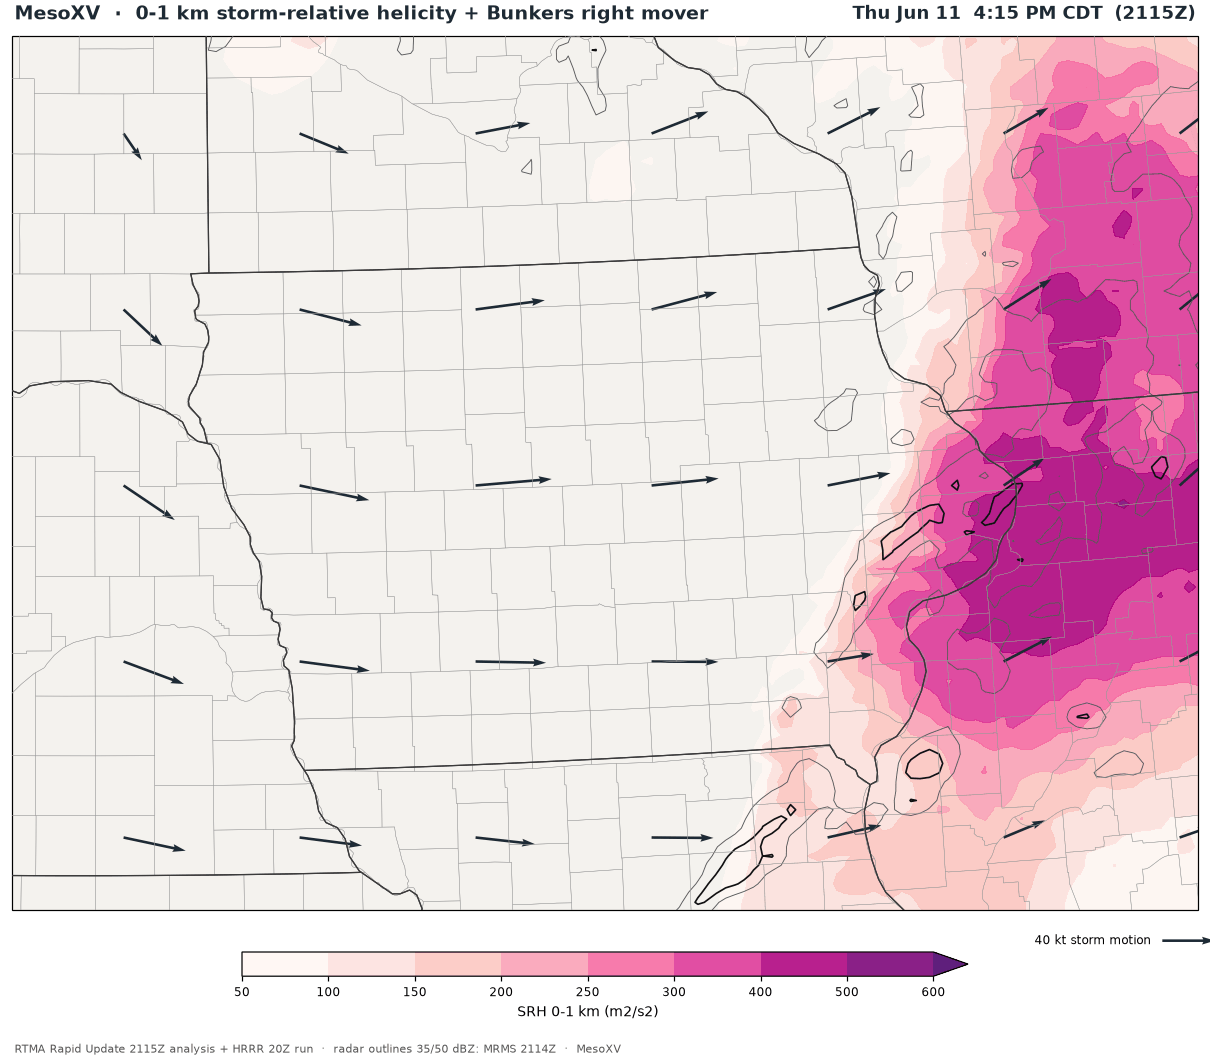 MesoXV · 0-1 km storm-relative helicity + Bunkers right mover
Thu Jun 11 4:15 PM CDT (2115Z)
40 kt storm motion
50 100 150 200 250 300 400 500 600
SRH 0-1 km (m2/s2)
RTMA Rapid Update 2115Z analysis + HRRR 20Z run · radar outlines 35/50 dBZ: MRMS 2114Z · MesoXV